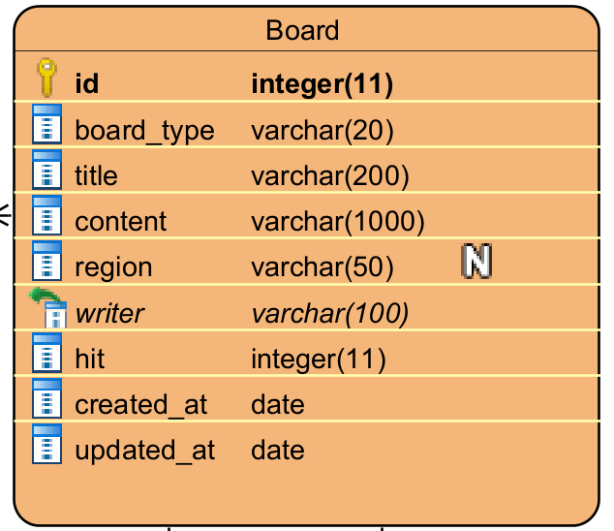 Board
id integer(11)
board_type varchar(20)
title varchar(200)
content varchar(1000)
region varchar(50) N
writer varchar(100)
hit integer(11)
created_at date
updated_at date